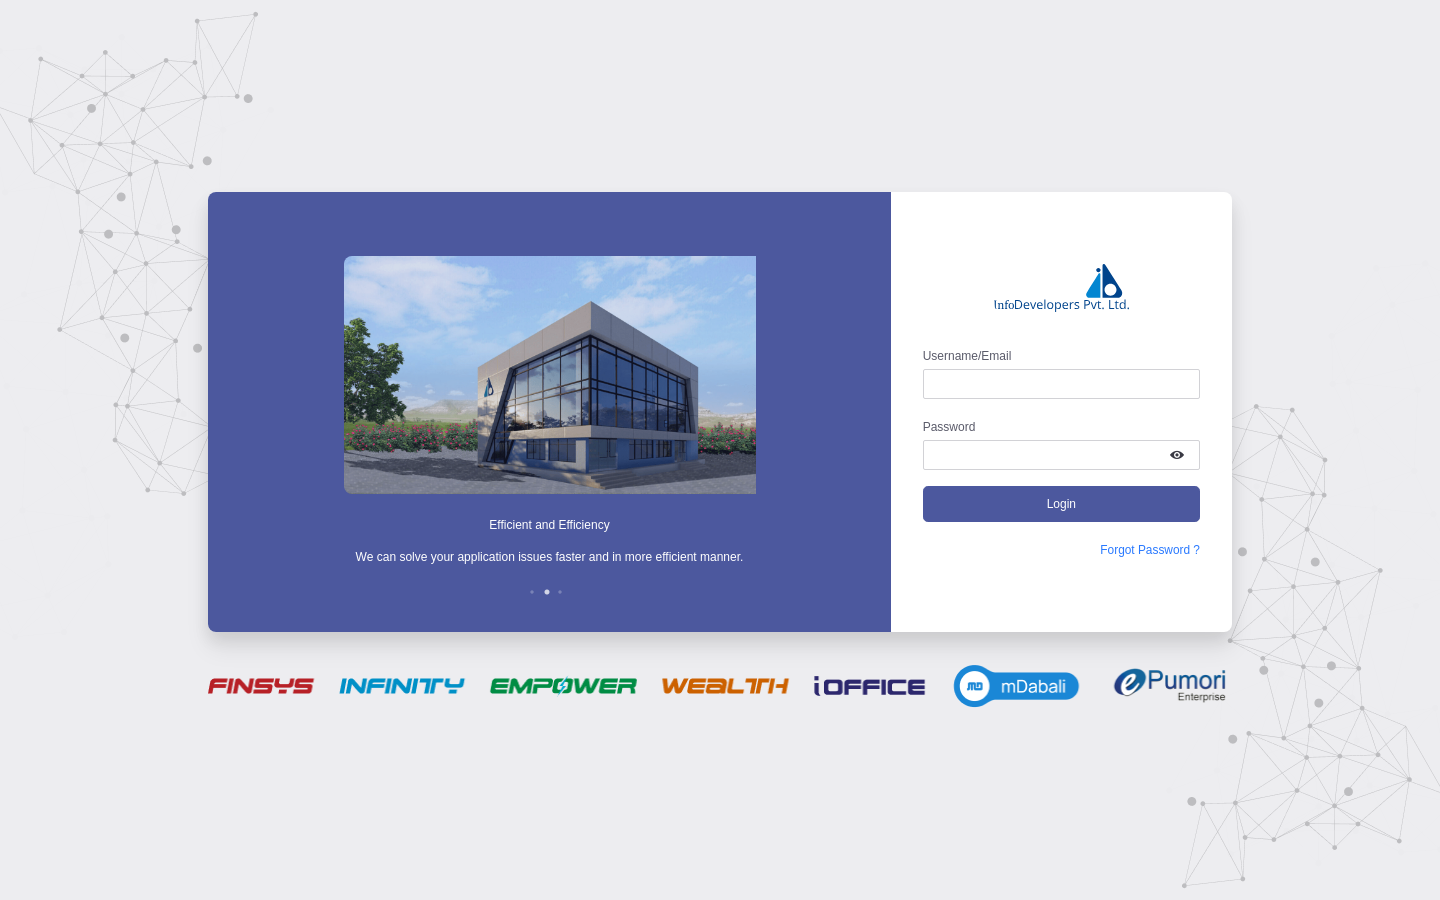 InfoDevelopers Pvt. Ltd.
Username/Email
Password
Login
Forgot Password ?
Efficient and Efficiency
We can solve your application issues faster and in more efficient manner.
FINSYS
INFINITY
EMPOWER
WEALTH
iOFFICE
mDabali
ePumori
Enterprise